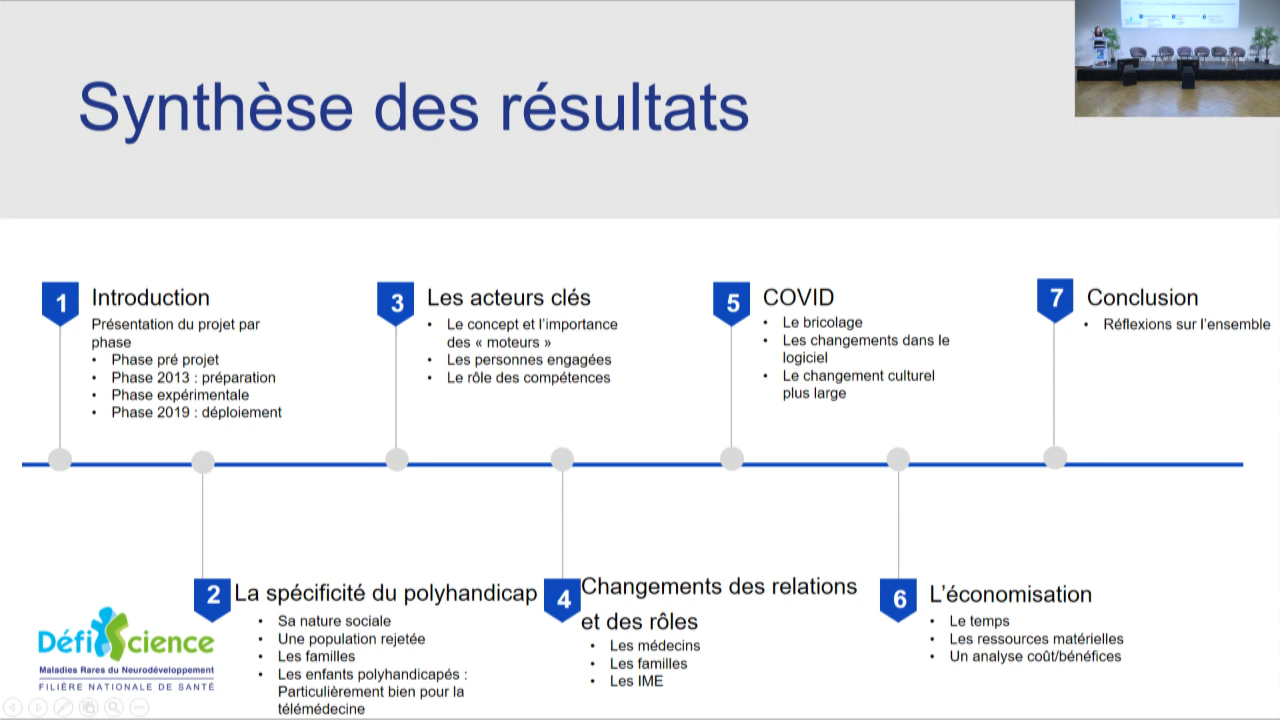 Synthèse des résultats
1
Introduction
Présentation du projet par
phase
• Phase pré projet
• Phase 2013 : préparation
• Phase expérimentale
• Phase 2019 : déploiement
3
Les acteurs clés
• Le concept et l’importance
des « moteurs »
• Les personnes engagées
• Le rôle des compétences
5
COVID
• Le bricolage
• Les changements dans le
logiciel
• Le changement culturel
plus large
7
Conclusion
• Réflexions sur l’ensemble
2
La spécificité du polyhandicap
• Sa nature sociale
• Une population rejetée
• Les familles
• Les enfants polyhandicapés :
Particulièrement bien pour la
télémédecine
4
Changements des relations
et des rôles
• Les médecins
• Les familles
• Les IME
6
L’économisation
• Le temps
• Les ressources matérielles
• Un analyse coût/bénéfices
DéfiScience
Maladies Rares du Neurodéveloppement
FILIÈRE NATIONALE DE SANTÉ